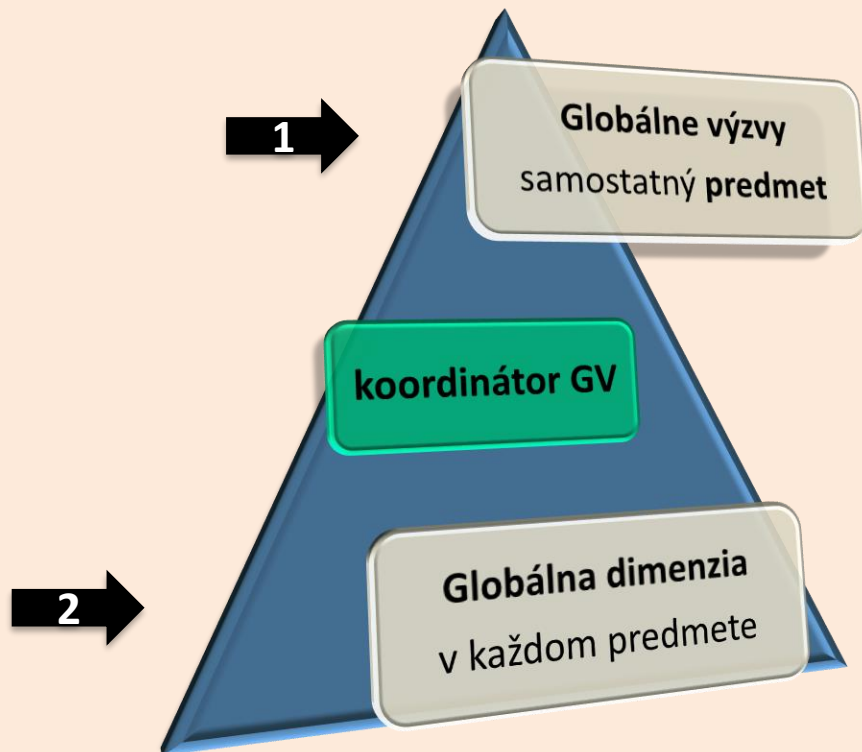 1
Globálne výzvy
samostatný predmet
koordinátor GV
2
Globálna dimenzia
v každom predmete